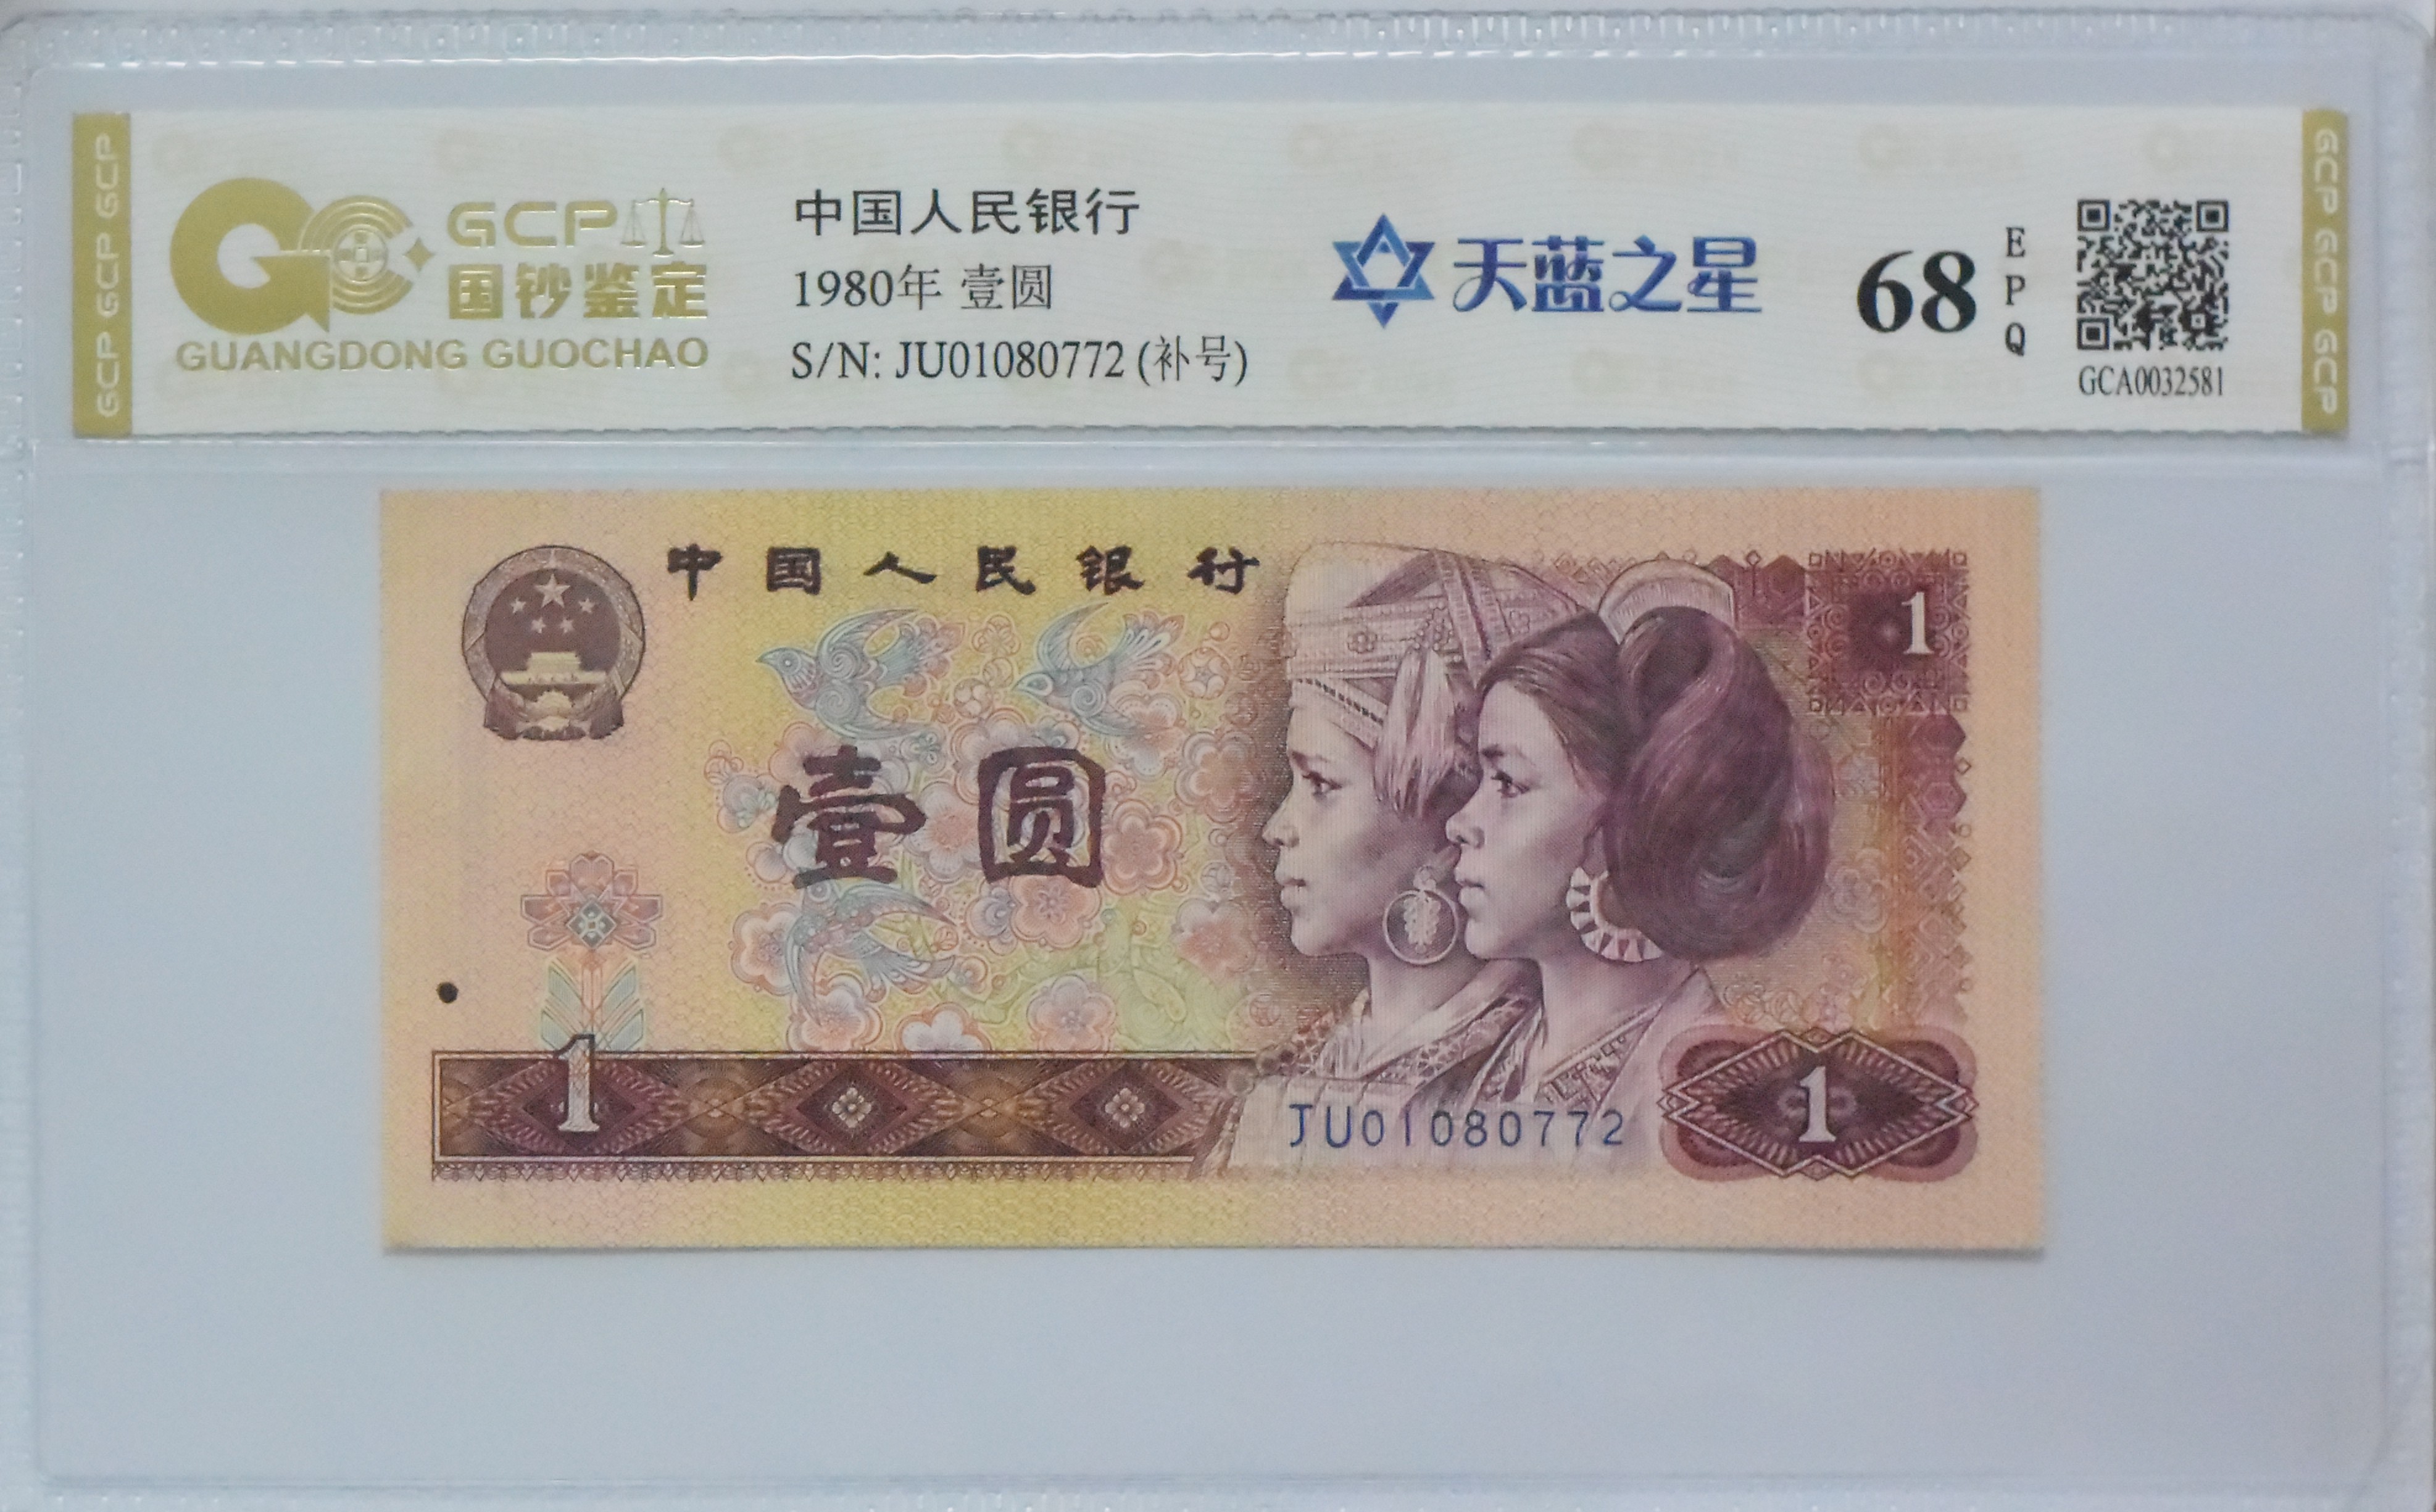 GCP GCP GCP
GCP
国钞鉴定
GUANGDONG GUOCHAO
中国人民银行
1980年 壹圆
S/N: JU01080772 (补号)
天蓝之星
68
E
P
Q
GCA0032581
GCP GCP GCP
中国人民银行
1
壹圆
1
JU01080772
1